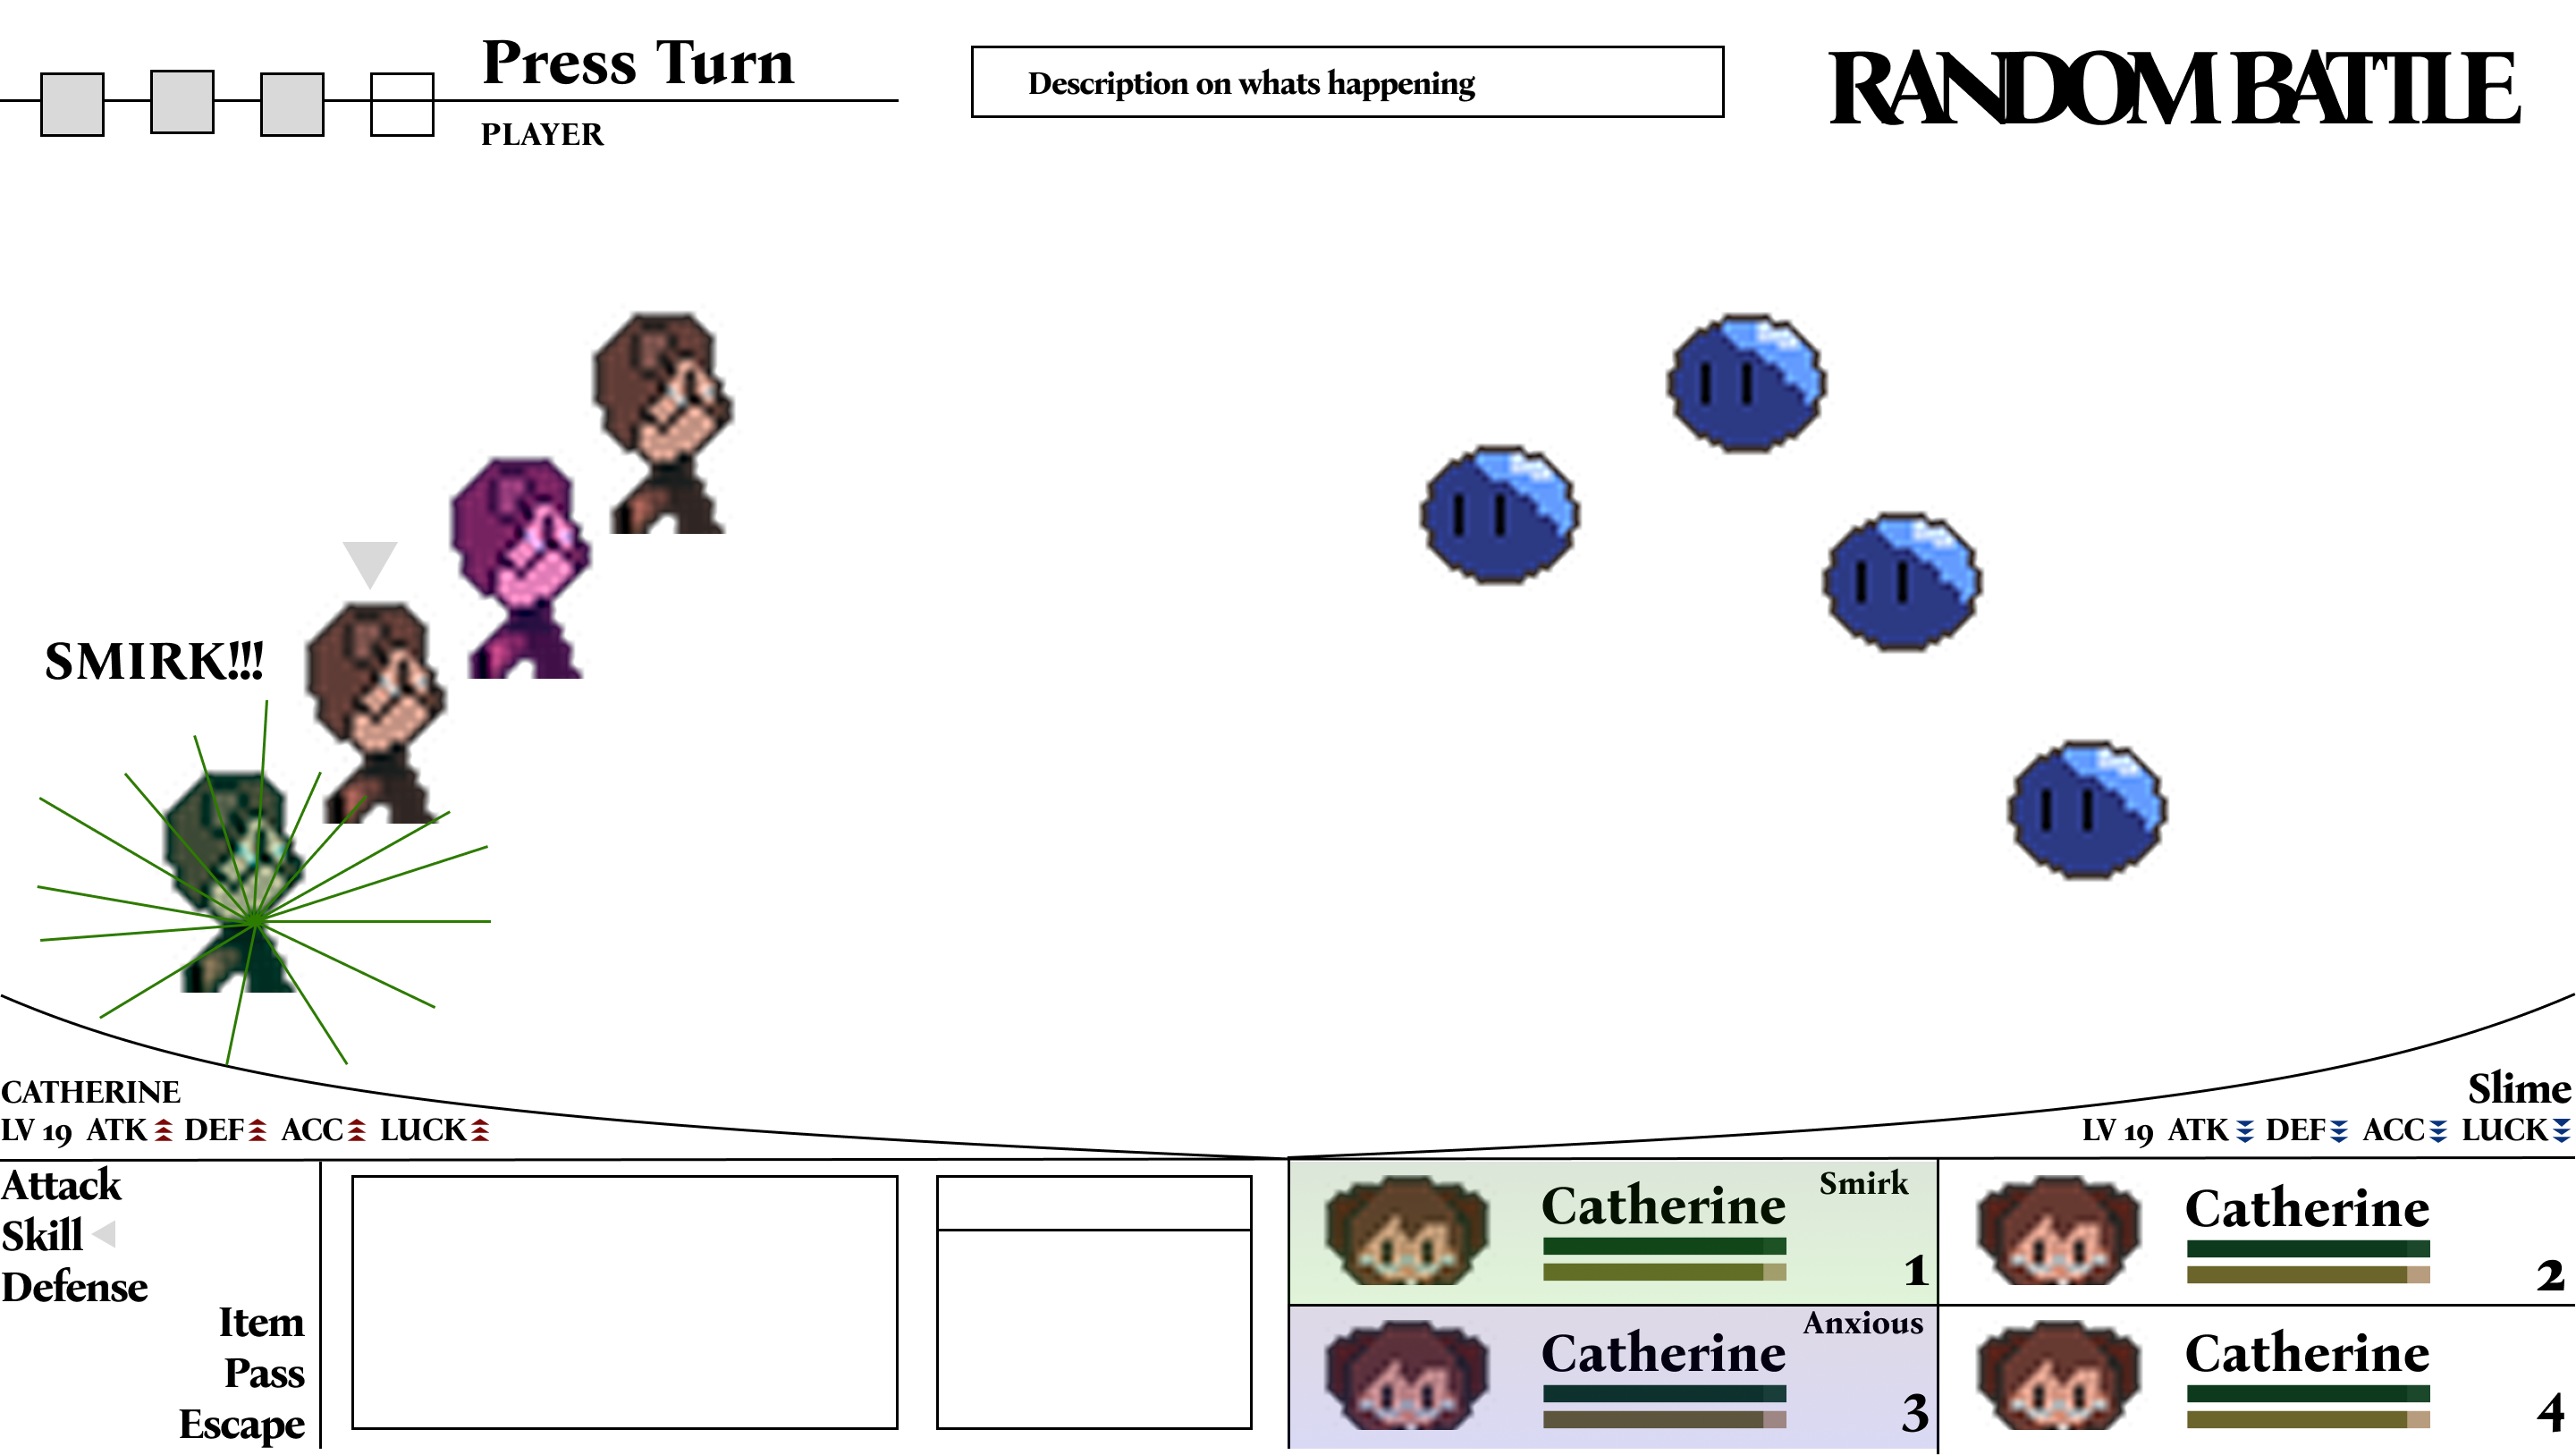 Press Turn
PLAYER
Description on whats happening
RANDOM BATTLE
SMIRK!!!
CATHERINE
LV 19 ATK DEF ACC LUCK
Slime
LV 19 ATK DEF ACC LUCK
Attack
Skill
Defense
Item
Pass
Escape
Catherine
Smirk
1
Catherine
2
Catherine
Anxious
3
Catherine
4